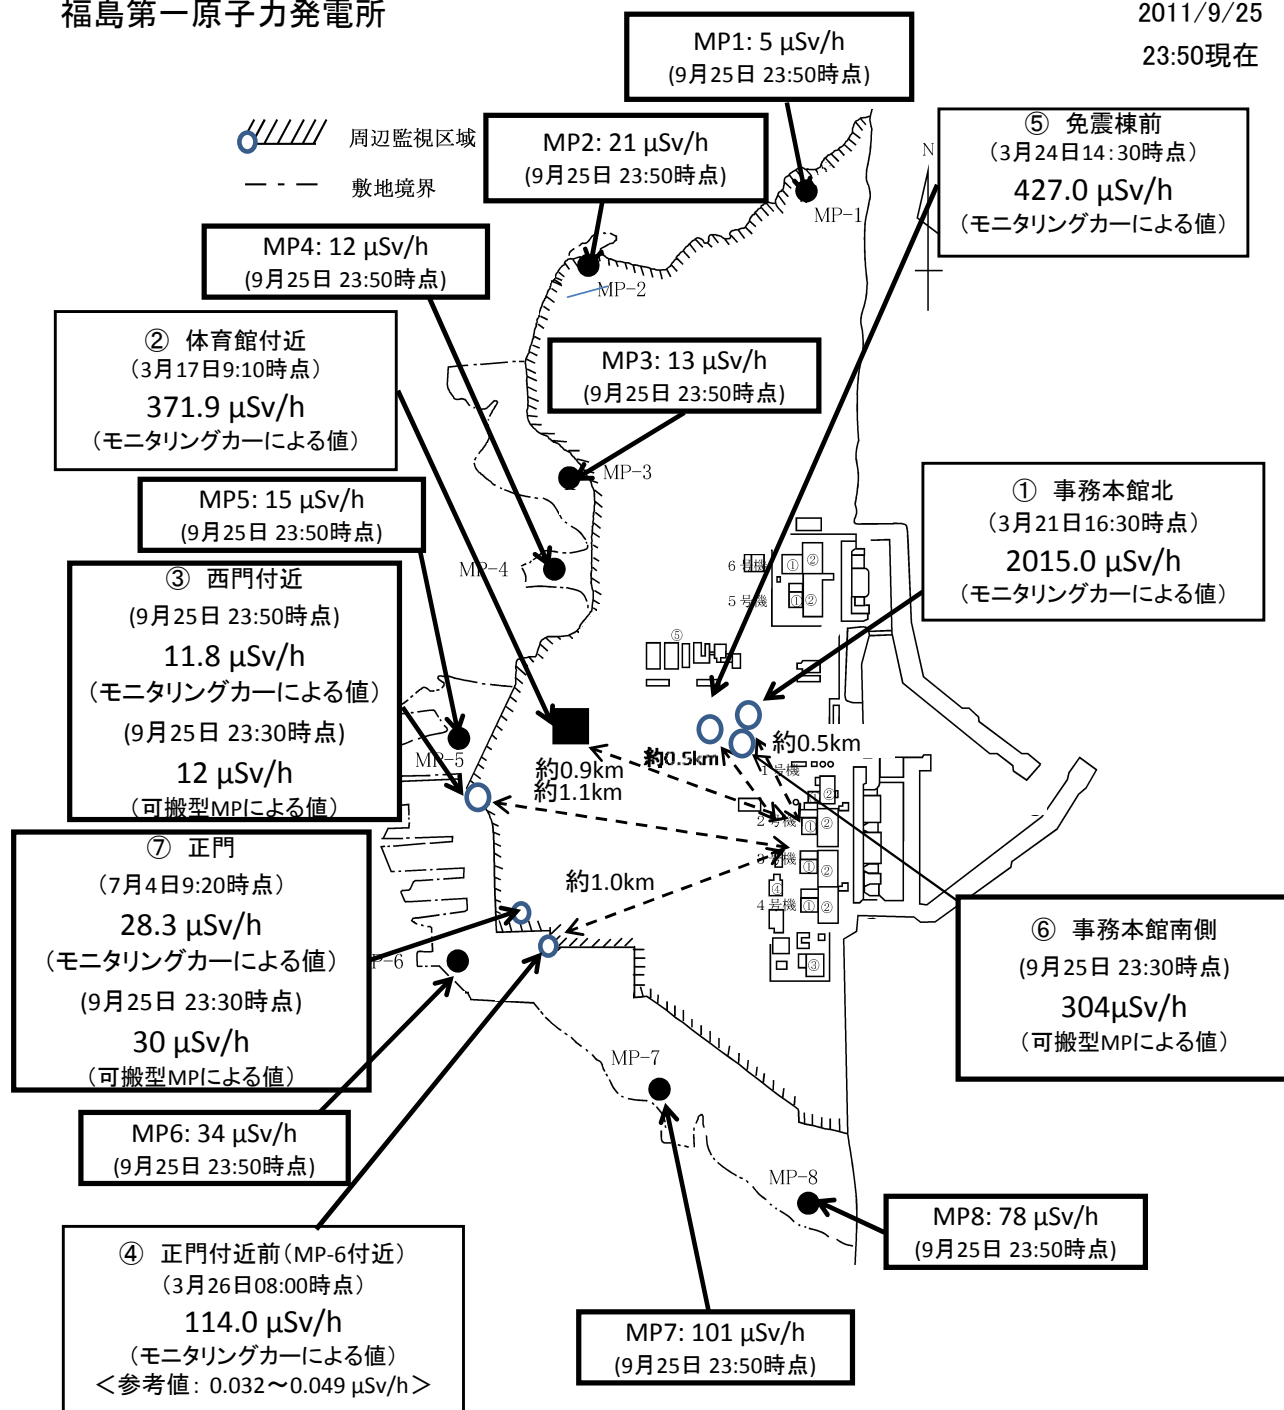 福島第一原子力発電所
2011/9/25
23:50現在
MP1: 5 μSv/h
(9月25日 23:50時点)
周辺監視区域
敷地境界
MP2: 21 μSv/h
(9月25日 23:50時点)
⑤ 免震棟前
(3月24日14:30時点)
427.0 μSv/h
(モニタリングカーによる値)
N
MP-1
MP4: 12 μSv/h
(9月25日 23:50時点)
MP-2
② 体育館付近
(3月17日9:10時点)
371.9 μSv/h
(モニタリングカーによる値)
MP3: 13 μSv/h
(9月25日 23:50時点)
MP-3
MP5: 15 μSv/h
(9月25日 23:50時点)
① 事務本館北
(3月21日16:30時点)
2015.0 μSv/h
(モニタリングカーによる値)
MP-4
6号機
① ②
5号機
① ②
③ 西門付近
(9月25日 23:50時点)
11.8 μSv/h
(モニタリングカーによる値)
(9月25日 23:30時点)
12 μSv/h
(可搬型MPによる値)
⑤
MP-5
約0.9km
約1.1km
約0.5km
約0.5km
1号機
① ②
2号機
① ②
3号機
① ②
④
4号機
① ②
③
約1.0km
⑦ 正門
(7月4日9:20時点)
28.3 μSv/h
(モニタリングカーによる値)
(9月25日 23:30時点)
30 μSv/h
(可搬型MPによる値)
P-6
⑥ 事務本館南側
(9月25日 23:30時点)
304μSv/h
(可搬型MPによる値)
MP-7
MP6: 34 μSv/h
(9月25日 23:50時点)
MP-8
MP8: 78 μSv/h
(9月25日 23:50時点)
④ 正門付近前(MP-6付近)
(3月26日08:00時点)
114.0 μSv/h
(モニタリングカーによる値)
<参考値: 0.032~0.049 μSv/h>
MP7: 101 μSv/h
(9月25日 23:50時点)